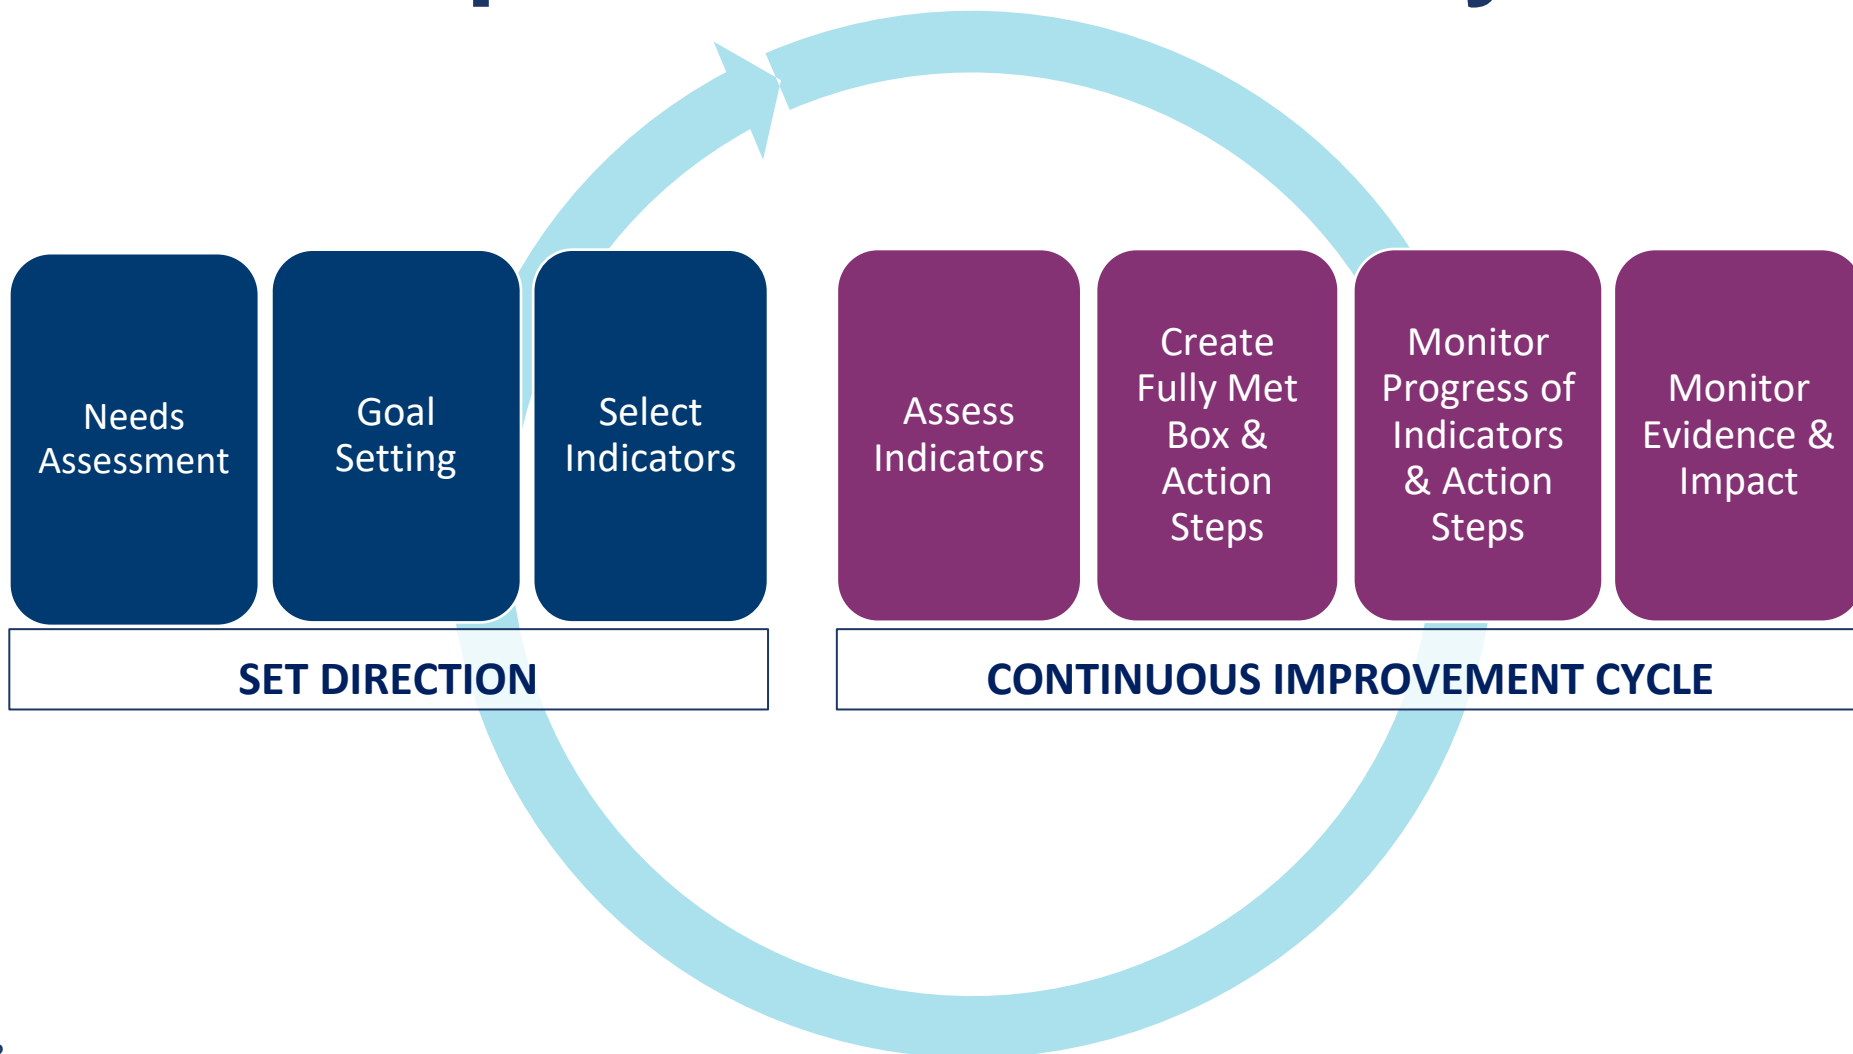 Needs
Assessment
Goal
Setting
Select
Indicators
Assess
Indicators
Create
Fully Met
Box &
Action
Steps
Monitor
Progress of
Indicators
& Action
Steps
Monitor
Evidence &
Impact
SET DIRECTION
CONTINUOUS IMPROVEMENT CYCLE